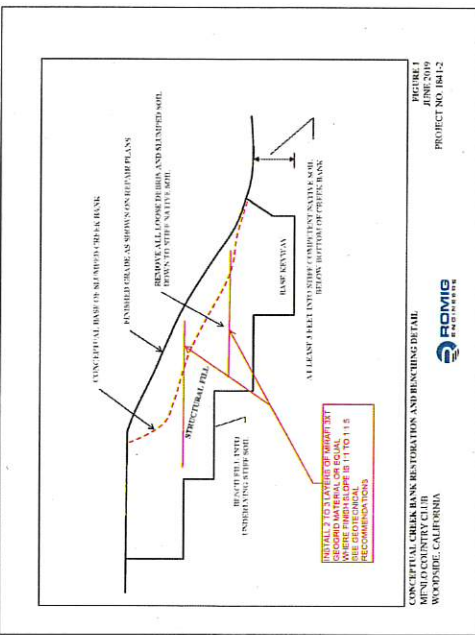 CONCEPTUAL BASE OF SLUMPED CREEK BANK
FINISHED GRADE AS SHOWN ON REPAIR PLANS
REMOVE ALL LOOSE DEBRIS AND SLUMPED SOIL
DOWN TO STIFF NATIVE SOIL
STRUCTURAL FILL
BENCH FILL INTO
UNDERLYING STIFF SOIL
BASE KEYWAY
AT LEAST 3 FEET INTO STIFF COMPETENT NATIVE SOIL
BELOW BOTTOM OF CREEK BANK
INSTALL 2 TO 3 LAYERS OF MIRAFI 3XT
GEOGRID MATERIAL OR EQUAL
WHERE FINISH SLOPE IS 1:1 TO 1:1.5
SEE GEOTECHNICAL
RECOMMENDATIONS
CONCEPTUAL CREEK BANK RESTORATION AND BENCHING DETAIL
MENLO COUNTRY CLUB
WOODSIDE, CALIFORNIA
ROMIG
ENGINEERS
FIGURE 1
JUNE 2019
PROJECT NO. 1841-2